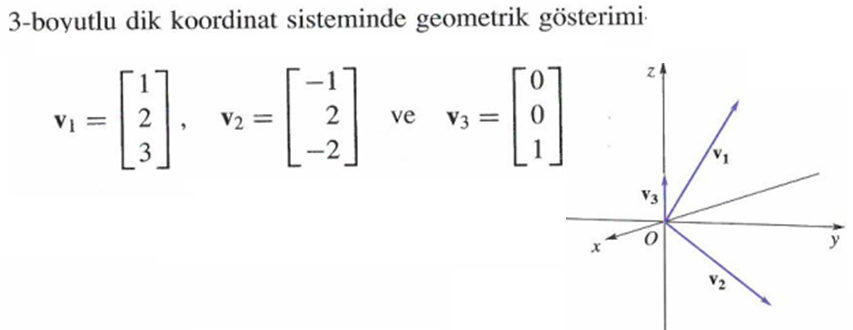 3-boyutlu dik koordinat sisteminde geometrik gösterimi
v₁ = [1 2 3], v₂ = [-1 2 -2] ve v₃ = [0 0 1]
z
v₁
v₃
O
x
y
v₂